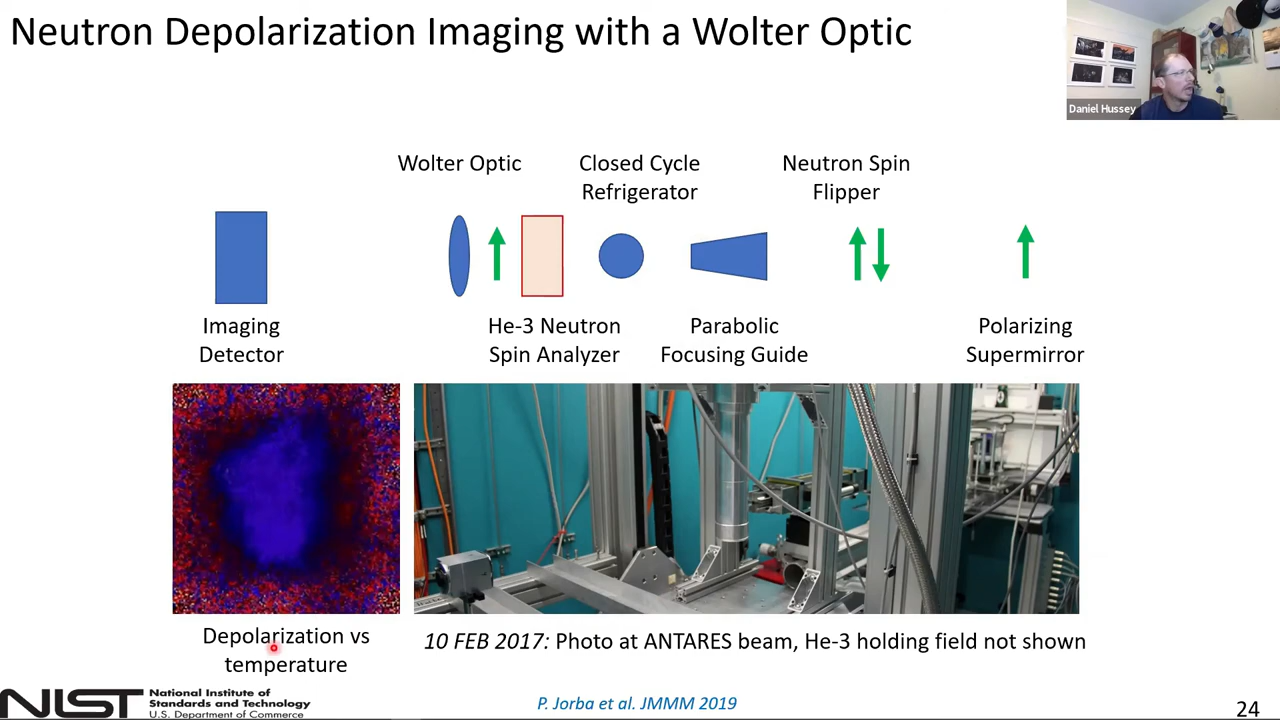 Neutron Depolarization Imaging with a Wolter Optic
Daniel Hussey
Wolter Optic
Closed Cycle
Refrigerator
Neutron Spin
Flipper
Imaging
Detector
He-3 Neutron
Spin Analyzer
Parabolic
Focusing Guide
Polarizing
Supermirror
Depolarization vs
temperature
10 FEB 2017: Photo at ANTARES beam, He-3 holding field not shown
NIST
National Institute of
Standards and Technology
U.S. Department of Commerce
P. Jorba et al. JMMM 2019
24